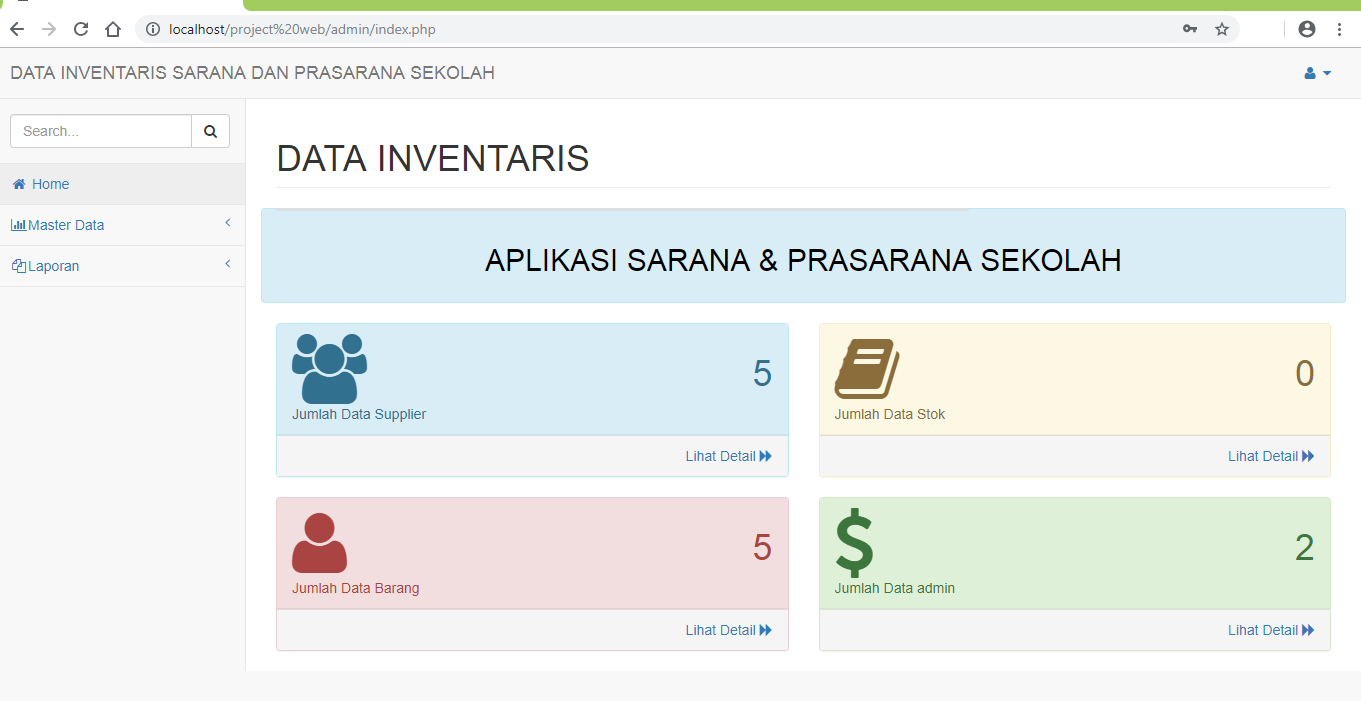 localhost/project%20web/admin/index.php
DATA INVENTARIS SARANA DAN PRASARANA SEKOLAH
Search...
Home
Master Data
Laporan
DATA INVENTARIS
APLIKASI SARANA & PRASARANA SEKOLAH
5
Jumlah Data Supplier
Lihat Detail
0
Jumlah Data Stok
Lihat Detail
5
Jumlah Data Barang
Lihat Detail
2
Jumlah Data admin
Lihat Detail